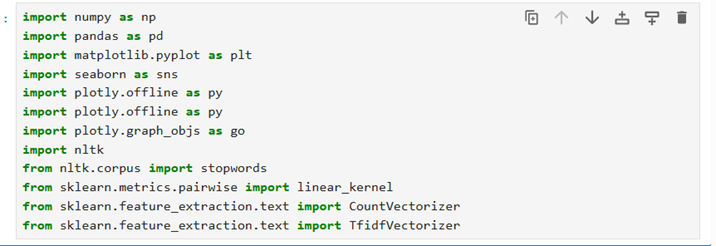 :
import numpy as np
import pandas as pd
import matplotlib.pyplot as plt
import seaborn as sns
import plotly.offline as py
import plotly.offline as py
import plotly.graph_objs as go
import nltk
from nltk.corpus import stopwords
from sklearn.metrics.pairwise import linear_kernel
from sklearn.feature_extraction.text import CountVectorizer
from sklearn.feature_extraction.text import TfidfVectorizer